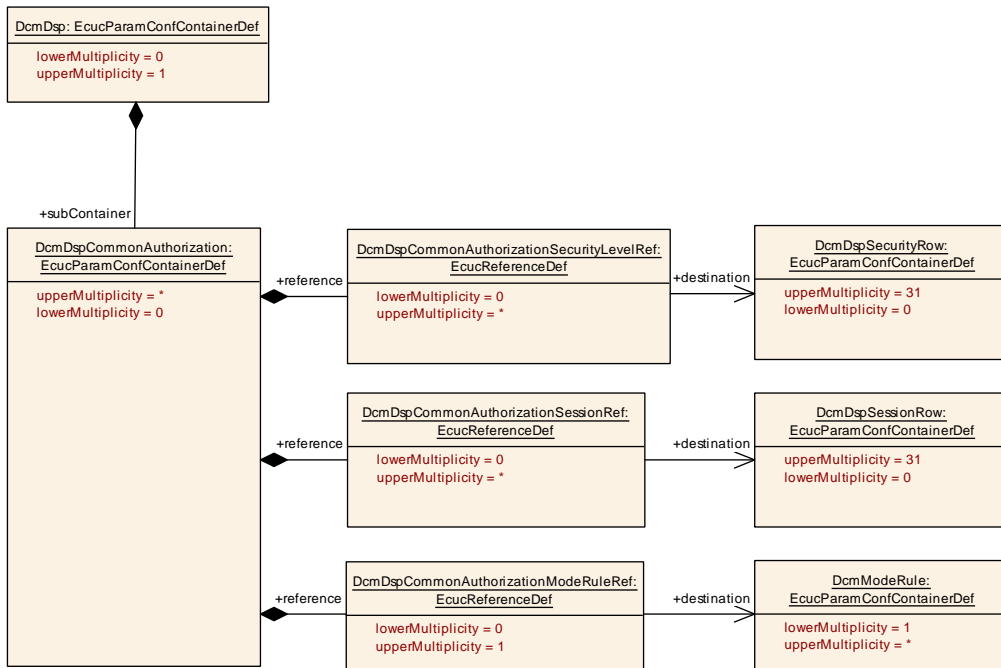 DcmDsp: EcucParamConfContainerDef
lowerMultiplicity = 0
upperMultiplicity = 1
+subContainer
DcmDspCommonAuthorization:
EcucParamConfContainerDef
upperMultiplicity = *
lowerMultiplicity = 0
+reference
DcmDspCommonAuthorizationSecurityLevelRef:
EcucReferenceDef
lowerMultiplicity = 0
upperMultiplicity = *
+destination
DcmDspSecurityRow:
EcucParamConfContainerDef
upperMultiplicity = 31
lowerMultiplicity = 0
+reference
DcmDspCommonAuthorizationSessionRef:
EcucReferenceDef
lowerMultiplicity = 0
upperMultiplicity = *
+destination
DcmDspSessionRow:
EcucParamConfContainerDef
upperMultiplicity = 31
lowerMultiplicity = 0
+reference
DcmDspCommonAuthorizationModeRuleRef:
EcucReferenceDef
lowerMultiplicity = 0
upperMultiplicity = 1
+destination
DcmModeRule:
EcucParamConfContainerDef
lowerMultiplicity = 1
upperMultiplicity = *